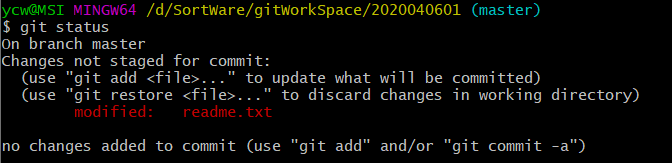 ycw@MSI MINGW64 /d/SortWare/gitWorkSpace/2020040601 (master)
$ git status
On branch master
Changes not staged for commit:
  (use "git add <file>..." to update what will be committed)
  (use "git restore <file>..." to discard changes in working directory)
        modified:   readme.txt

no changes added to commit (use "git add" and/or "git commit -a")